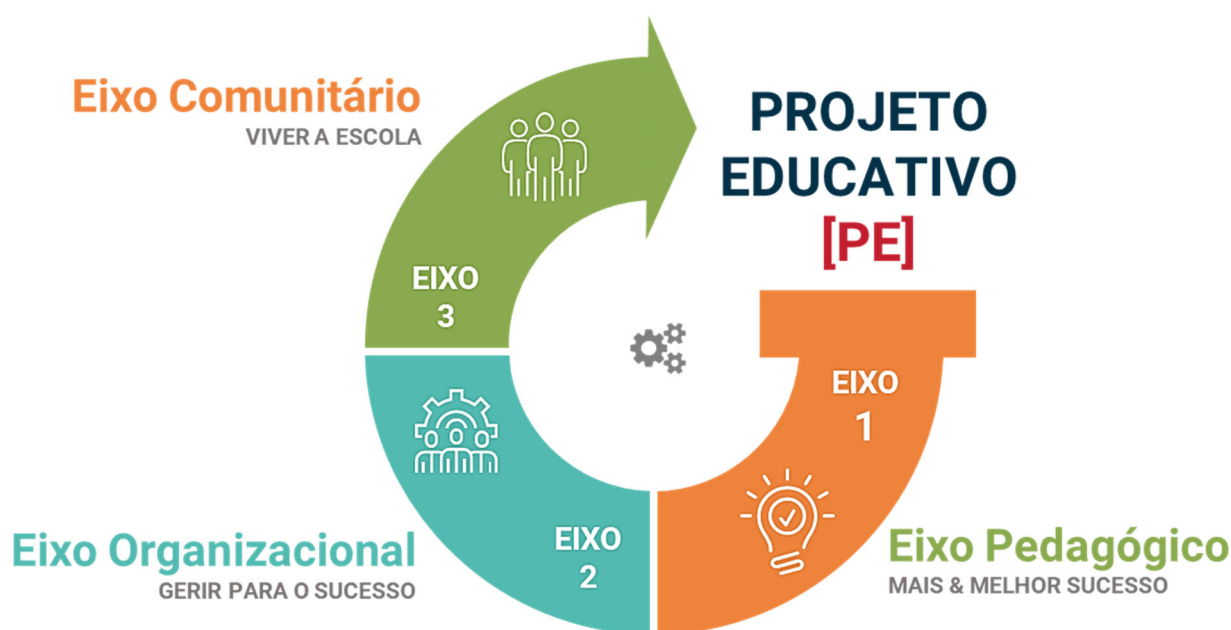 Eixo Comunitário
VIVER A ESCOLA
PROJETO
EDUCATIVO
[PE]
EIXO
3
EIXO
1
Eixo Organizacional
GERIR PARA O SUCESSO
EIXO
2
Eixo Pedagógico
MAIS & MELHOR SUCESSO